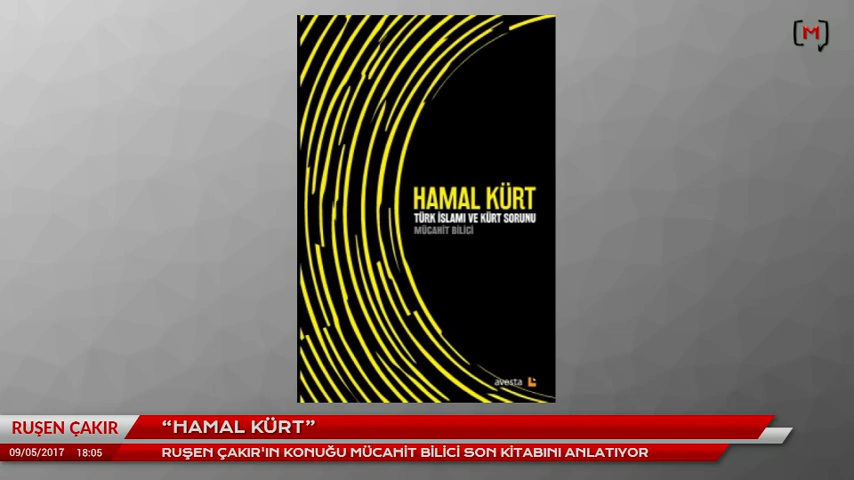 M
HAMAL KÜRT
TÜRK İSLAMI VE KÜRT SORUNU
MÜCAHİT BİLİCİ
avesta
RUŞEN ÇAKIR
“HAMAL KÜRT”
09/05/2017 18:05
RUŞEN ÇAKIR'IN KONUĞU MÜCAHİT BİLİCİ SON KİTABINI ANLATIYOR